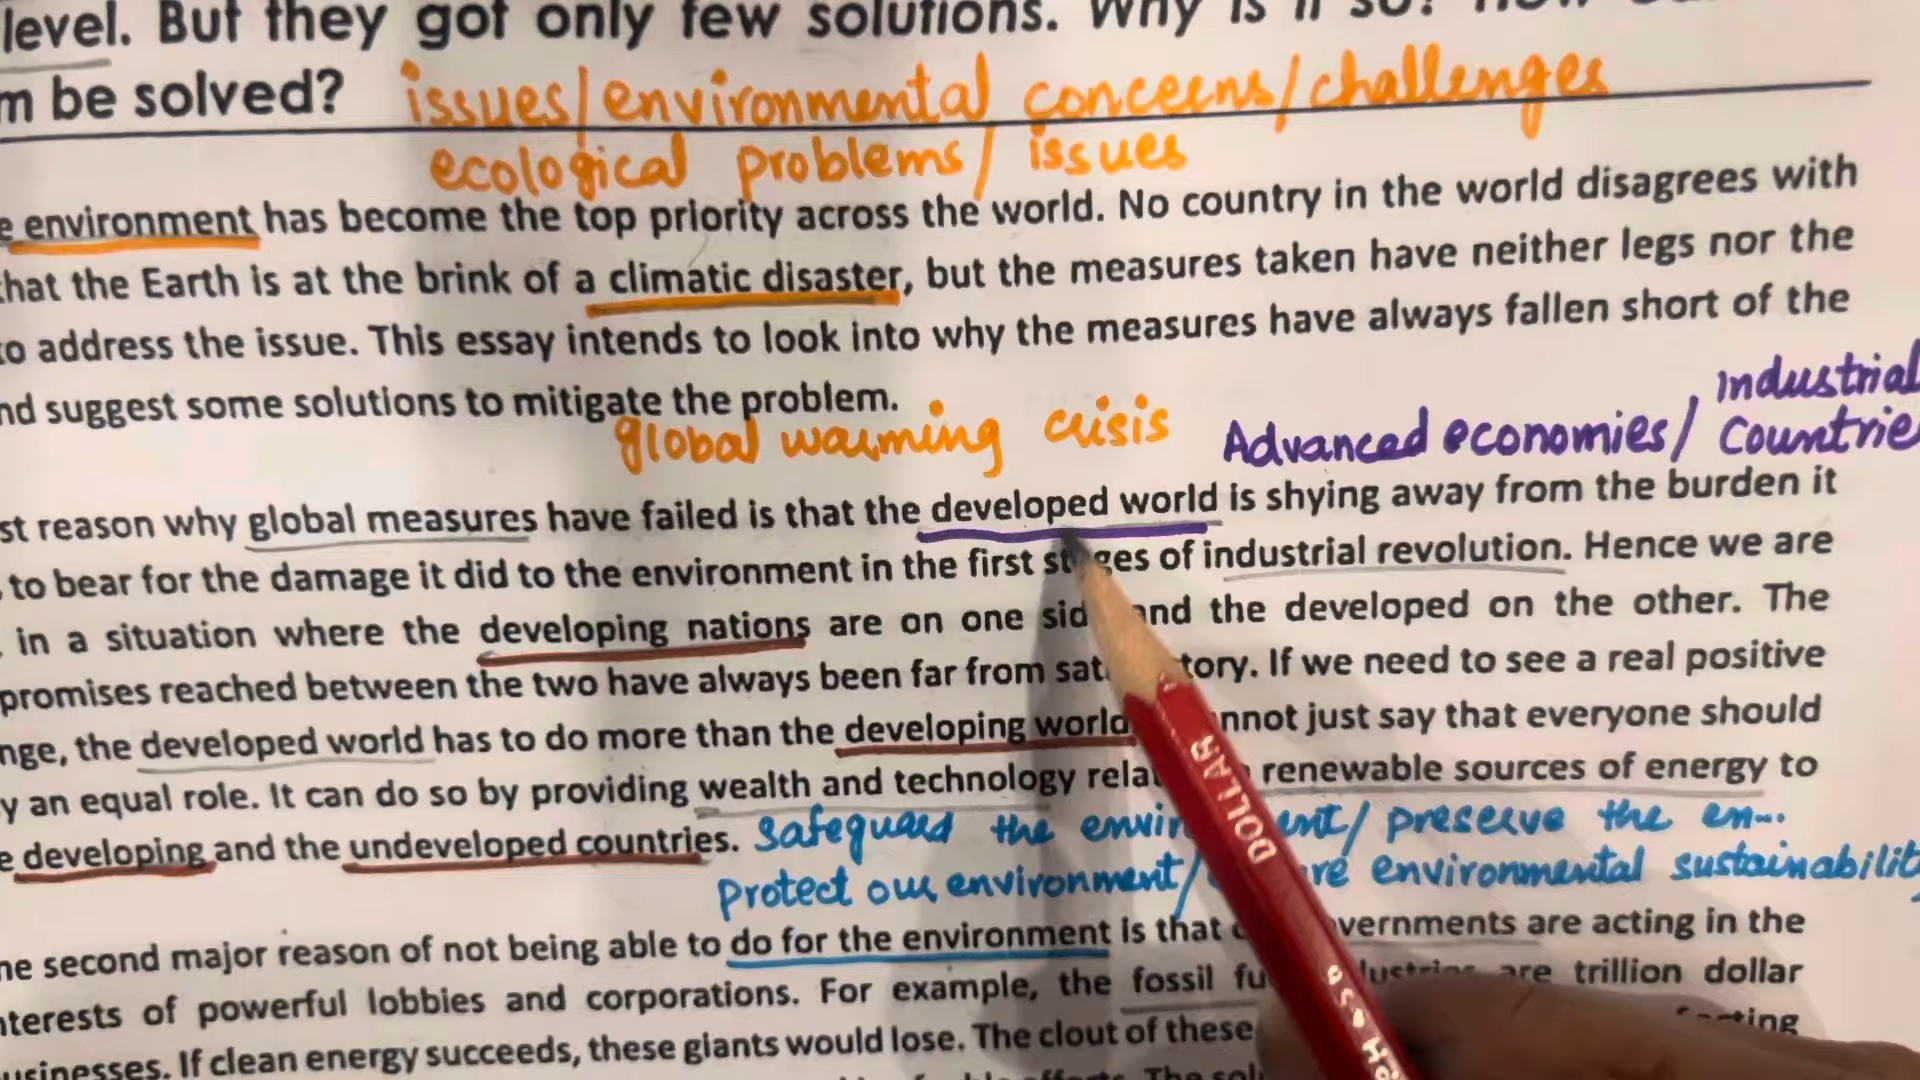 level. But they got only few solutions. Why is it so? How
m be solved? issues/environmental concerns/challenges
ecological problems/ issues
e environment has become the top priority across the world. No country in the world disagrees with
that the Earth is at the brink of a climatic disaster, but the measures taken have neither legs nor the
to address the issue. This essay intends to look into why the measures have always fallen short of the
nd suggest some solutions to mitigate the problem.
global warming crisis Advanced economies/ Industrial Countrie
st reason why global measures have failed is that the developed world is shying away from the burden it
to bear for the damage it did to the environment in the first stages of industrial revolution. Hence we are
in a situation where the developing nations are on one sid and the developed on the other. The
promises reached between the two have always been far from sat tory. If we need to see a real positive
nge, the developed world has to do more than the developing world nnot just say that everyone should
y an equal role. It can do so by providing wealth and technology rela renewable sources of energy to
e developing and the undeveloped countries. Safeguard the envir ent/ preserve the en...
Protect our environment/ re environmental sustainabilit
ne second major reason of not being able to do for the environment is that vernments are acting in the
nterests of powerful lobbies and corporations. For example, the fossil fu dustries are trillion dollar
usinesses. If clean energy succeeds, these giants would lose. The clout of these
The sol
DOLLAR